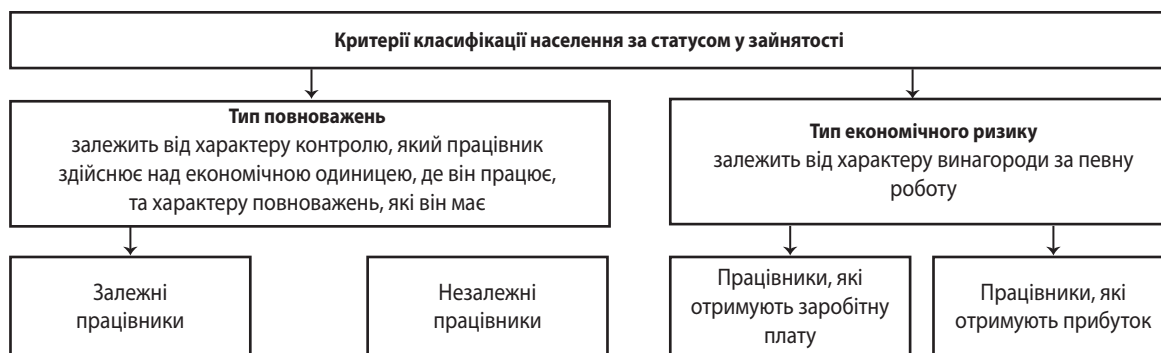 Критерії класифікації населення за статусом у зайнятості
Тип повноважень
залежить від характеру контролю, який працівник
здійснює над економічною одиницею, де він працює,
та характеру повноважень, які він має
Тип економічного ризику
залежить від характеру винагороди за певну
роботу
Залежні
працівники
Незалежні
працівники
Працівники, які
отримують заробітну
плату
Працівники, які
отримують прибуток